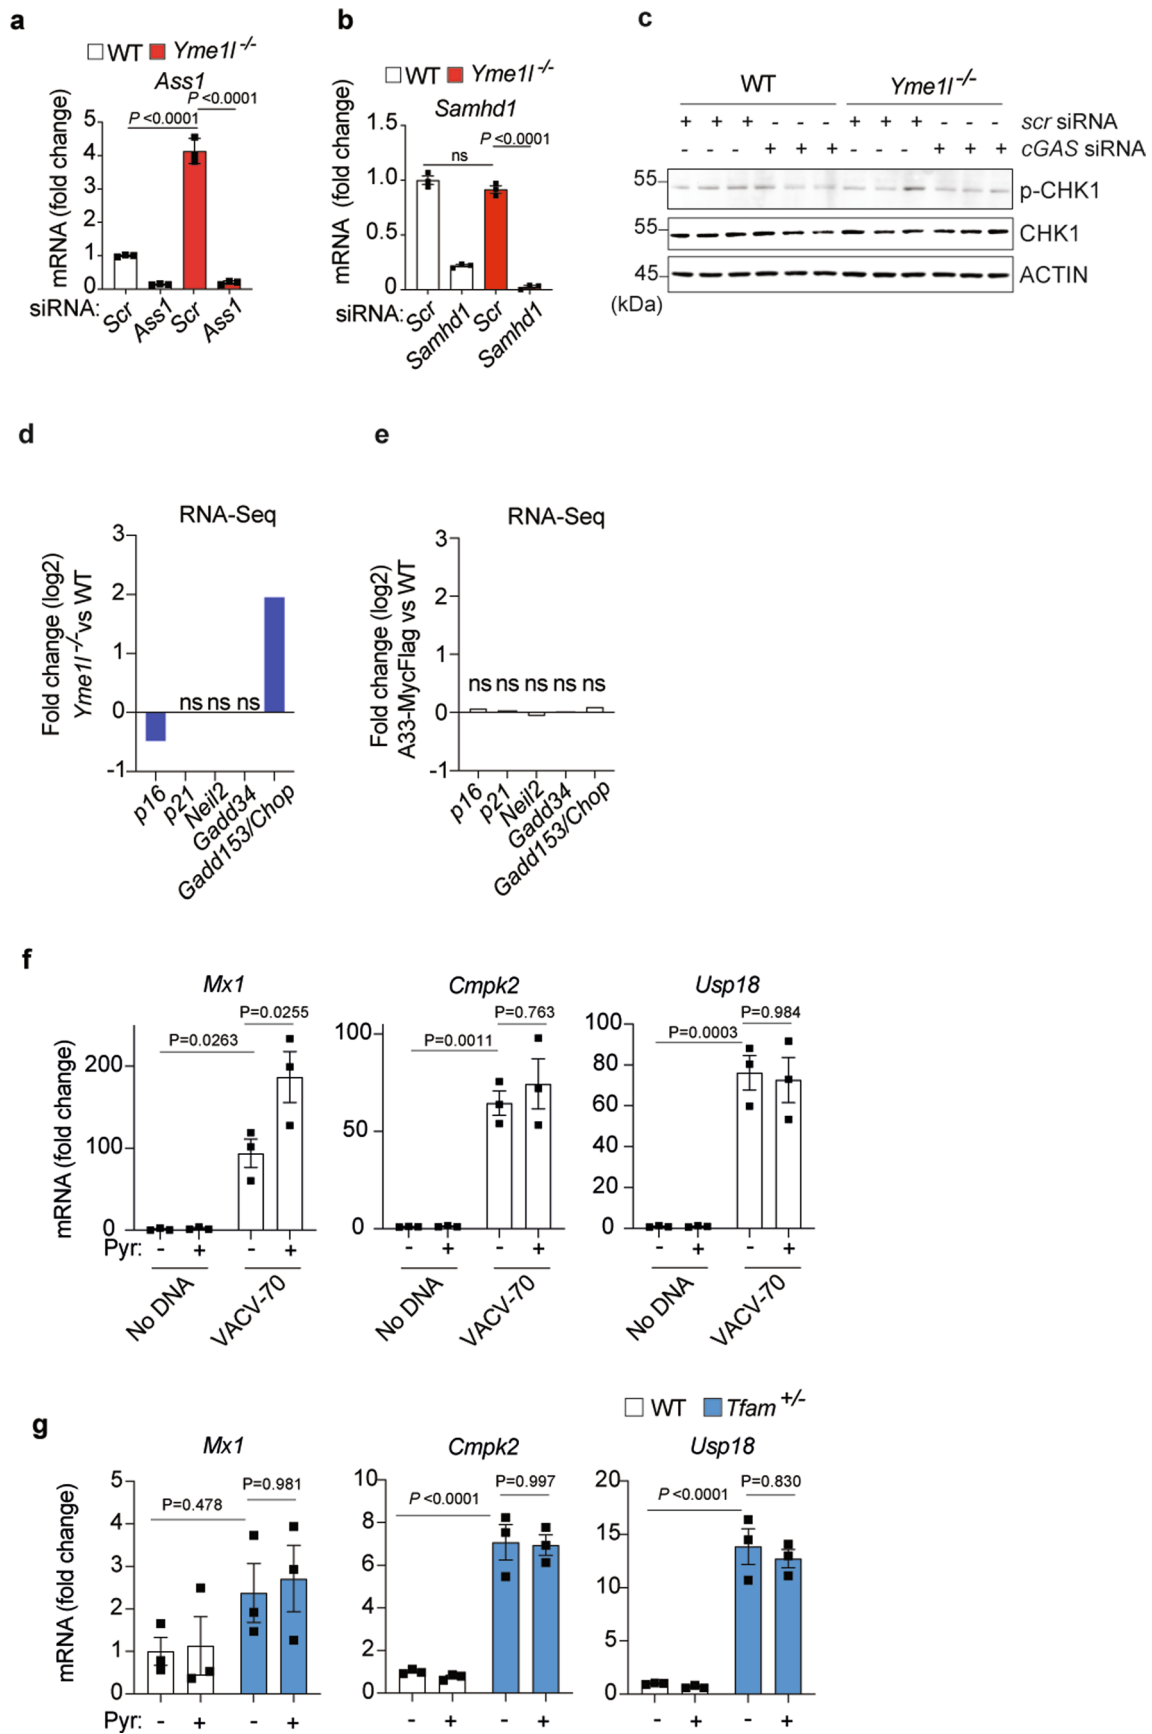 a
WT Yme1l -/-
Ass1
P <0.0001
P <0.0001
mRNA (fold change)
5
4
3
2
1
0
siRNA: Scr Ass1 Scr Ass1
b
WT Yme1l -/-
Samhd1
P <0.0001
ns
mRNA (fold change)
1.5
1.0
0.5
0
siRNA: Scr Samhd1 Scr Samhd1
c
WT Yme1l -/-
+ + + - - - + + + - - - scr siRNA
- - - + + + - - - + + + cGAS siRNA
55 p-CHK1
55 CHK1
45 ACTIN
(kDa)
d
RNA-Seq
Fold change (log2)
Yme1l -/- vs WT
3
2
1
0
-1
ns ns ns
p16 p21 Neil2 Gadd34 Gadd153/Chop
e
RNA-Seq
Fold change (log2)
A33-MycFlag vs WT
3
2
1
0
-1
ns ns ns ns ns
p16 p21 Neil2 Gadd34 Gadd153/Chop
f
Mx1
P=0.0255
P=0.0263
mRNA (fold change)
200
100
0
Pyr: - + - +
No DNA VACV-70
Cmpk2
P=0.763
P=0.0011
100
50
0
- + - +
No DNA VACV-70
Usp18
P=0.984
P=0.0003
100
80
60
40
20
0
- + - +
No DNA VACV-70
WT Tfam +/-
g
Mx1
P=0.981
P=0.478
mRNA (fold change)
5
4
3
2
1
0
Pyr: - + - +
Cmpk2
P=0.997
P <0.0001
10
8
6
4
2
0
- + - +
Usp18
P=0.830
P <0.0001
20
15
10
5
0
- + - +